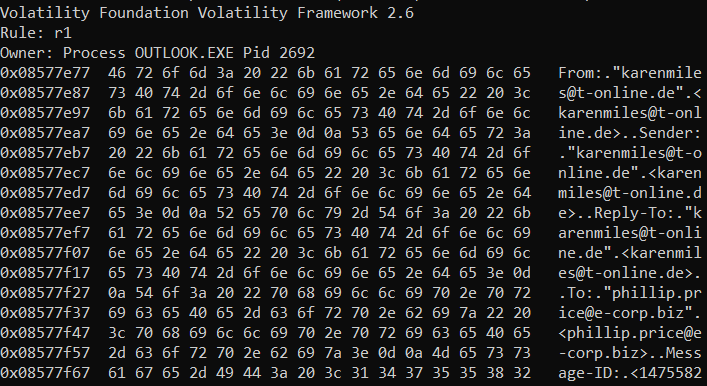 Volatility Foundation Volatility Framework 2.6
Rule: r1
Owner: Process OUTLOOK.EXE Pid 2692
0x08577e77  46 72 6f 6d 3a 20 22 6b 61 72 65 6e 6d 69 6c 65   From:."karenmile
0x08577e87  73 40 74 2d 6f 6e 6c 69 6e 65 2e 64 65 22 20 3c   s@t-online.de".<
0x08577e97  6b 61 72 65 6e 6d 69 6c 65 73 40 74 2d 6f 6e 6c   karenmiles@t-onl
0x08577ea7  69 6e 65 2e 64 65 3e 0d 0a 53 65 6e 64 65 72 3a   ine.de>..Sender:
0x08577eb7  20 22 6b 61 72 65 6e 6d 69 6c 65 73 40 74 2d 6f   ."karenmiles@t-o
0x08577ec7  6e 6c 69 6e 65 2e 64 65 22 20 3c 6b 61 72 65 6e   nline.de".<karen
0x08577ed7  6d 69 6c 65 73 40 74 2d 6f 6e 6c 69 6e 65 2e 64   miles@t-online.d
0x08577ee7  65 3e 0d 0a 52 65 70 6c 79 2d 54 6f 3a 20 22 6b   e>..Reply-To:."k
0x08577ef7  61 72 65 6e 6d 69 6c 65 73 40 74 2d 6f 6e 6c 69   arenmiles@t-onli
0x08577f07  6e 65 2e 64 65 22 20 3c 6b 61 72 65 6e 6d 69 6c   ne.de".<karenmil
0x08577f17  65 73 40 74 2d 6f 6e 6c 69 6e 65 2e 64 65 3e 0d   es@t-online.de>.
0x08577f27  0a 54 6f 3a 20 22 70 68 69 6c 6c 69 70 2e 70 72   .To:."phillip.pr
0x08577f37  69 63 65 40 65 2d 63 6f 72 70 2e 62 69 7a 22 20   ice@e-corp.biz".
0x08577f47  3c 70 68 69 6c 6c 69 70 2e 70 72 69 63 65 40 65   <phillip.price@e
0x08577f57  2d 63 6f 72 70 2e 62 69 7a 3e 0d 0a 4d 65 73 73   -corp.biz>..Mess
0x08577f67  61 67 65 2d 49 44 3a 20 3c 31 34 37 35 35 38 32   age-ID:.<1475582